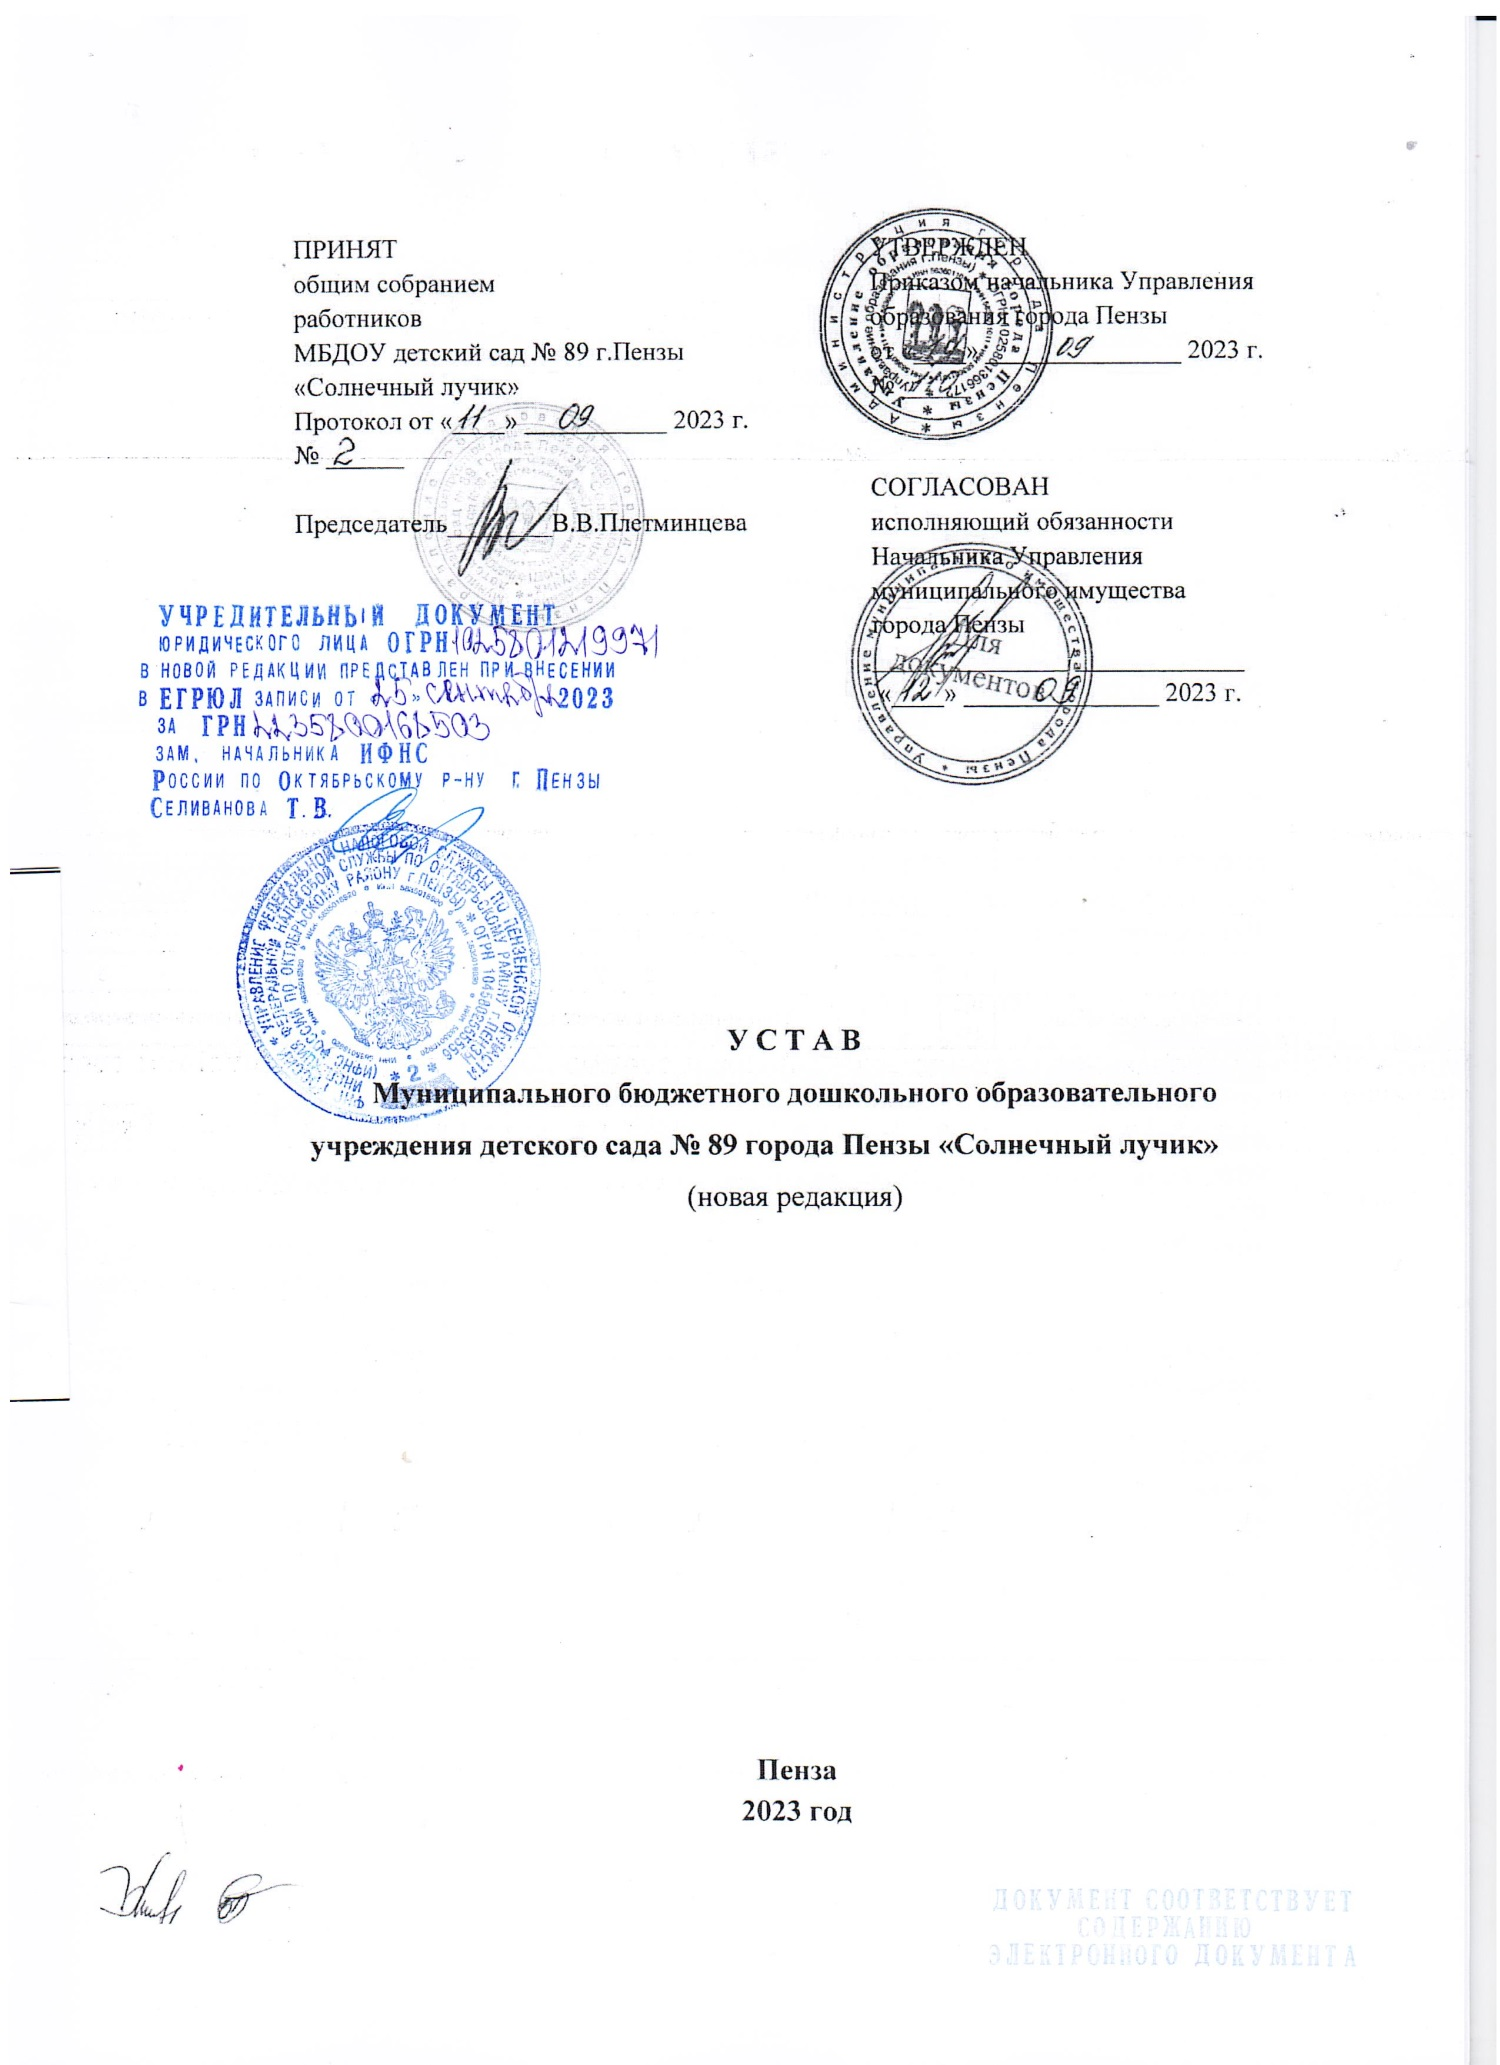 ПРИНЯТ
общим собранием
работников
МБДОУ детский сад № 89 г.Пензы
«Солнечный лучик»
Протокол от « 11 » 09 2023 г.
№ 2
Председатель В.В.Плетминцева
УТВЕРЖДЕН
Приказом начальника Управления
образования города Пензы
от « » 09 2023 г.
№
СОГЛАСОВАН
исполняющий обязанности
Начальника Управления
муниципального имущества
города Пензы
Для
документов
« 12 » 09 2023 г.
УЧРЕДИТЕЛЬНЫЙ ДОКУМЕНТ
ЮРИДИЧЕСКОГО ЛИЦА ОГРН 1025801219971
В НОВОЙ РЕДАКЦИИ ПРЕДСТАВЛЕН ПРИ ВНЕСЕНИИ
В ЕГРЮЛ ЗАПИСИ ОТ 25 » сентября 2023
ЗА ГРН 2235800168503
ЗАМ. НАЧАЛЬНИКА ИФНС
РОССИИ ПО ОКТЯБРЬСКОМУ Р-НУ Г. ПЕНЗЫ
СЕЛИВАНОВА Т.В.
У С Т А В
Муниципального бюджетного дошкольного образовательного
учреждения детского сада № 89 города Пензы «Солнечный лучик»
(новая редакция)
Пенза
2023 год
ДОКУМЕНТ СООТВЕТСТВУЕТ
СОДЕРЖАНИЮ
ЭЛЕКТРОННОГО ДОКУМЕНТА